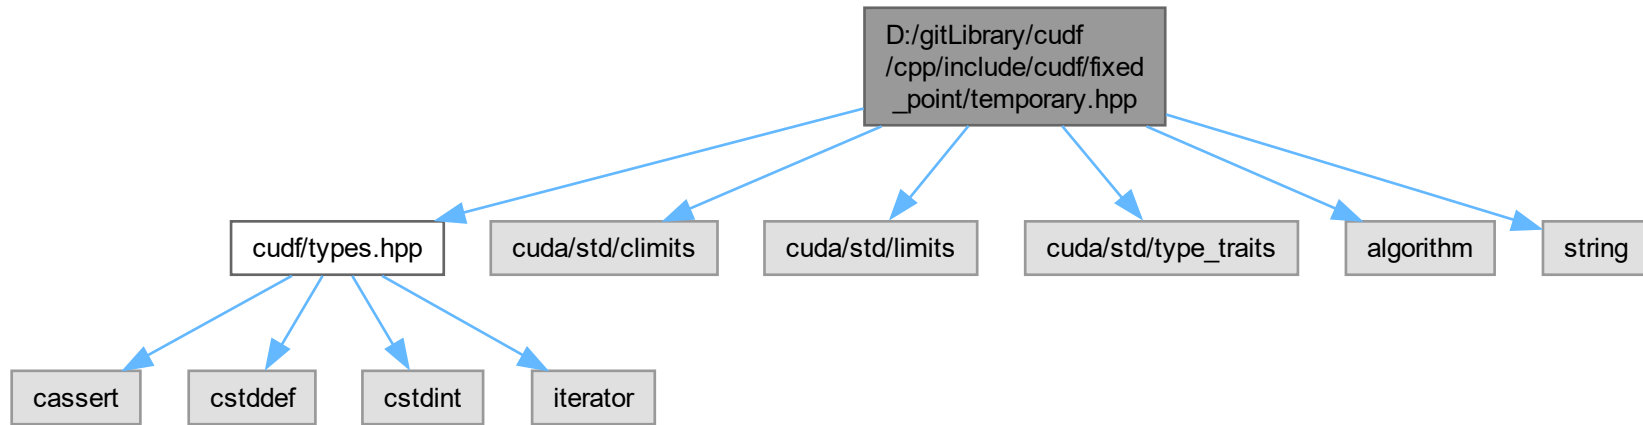 D:/gitLibrary/cudf
/cpp/include/cudf/fixed
_point/temporary.hpp
cudf/types.hpp
cuda/std/climits
cuda/std/limits
cuda/std/type_traits
algorithm
string
cassert
cstddef
cstdint
iterator